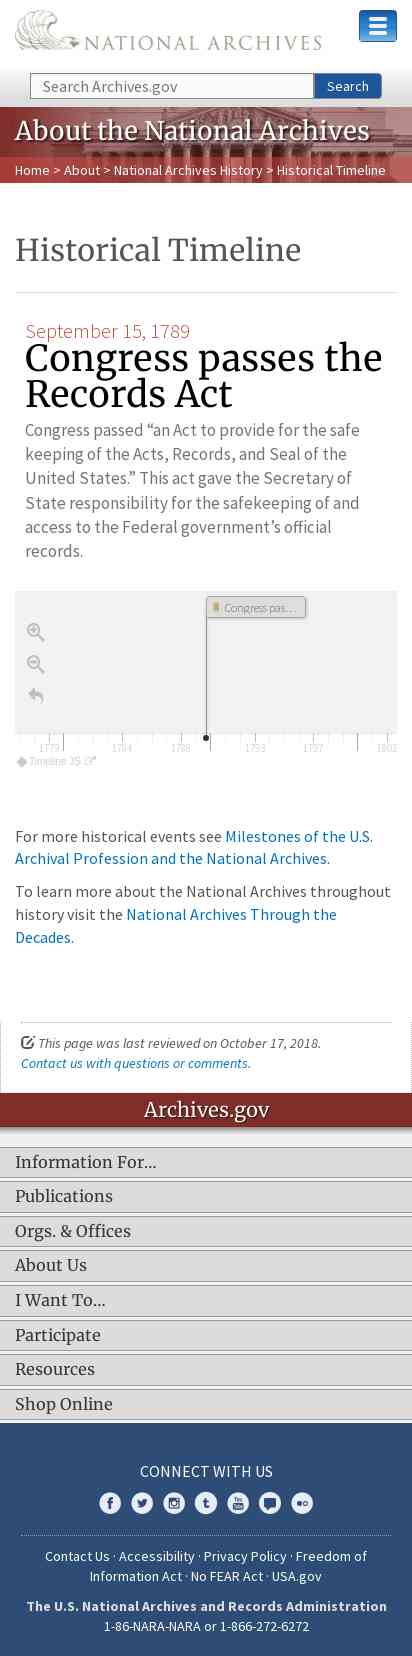 NATIONAL ARCHIVES
Search Archives.gov
Search
About the National Archives
Home > About > National Archives History > Historical Timeline
Historical Timeline
September 15, 1789
Congress passes the
Records Act
Congress passed “an Act to provide for the safe
keeping of the Acts, Records, and Seal of the
United States.” This act gave the Secretary of
State responsibility for the safekeeping of and
access to the Federal government’s official
records.
Congress pas…
1779 1784 1788 1793 1797 1802
Timeline JS
For more historical events see Milestones of the U.S.
Archival Profession and the National Archives.
To learn more about the National Archives throughout
history visit the National Archives Through the
Decades.
This page was last reviewed on October 17, 2018.
Contact us with questions or comments.
Archives.gov
Information For…
Publications
Orgs. & Offices
About Us
I Want To…
Participate
Resources
Shop Online
CONNECT WITH US
Contact Us · Accessibility · Privacy Policy · Freedom of
Information Act · No FEAR Act · USA.gov
The U.S. National Archives and Records Administration
1-86-NARA-NARA or 1-866-272-6272